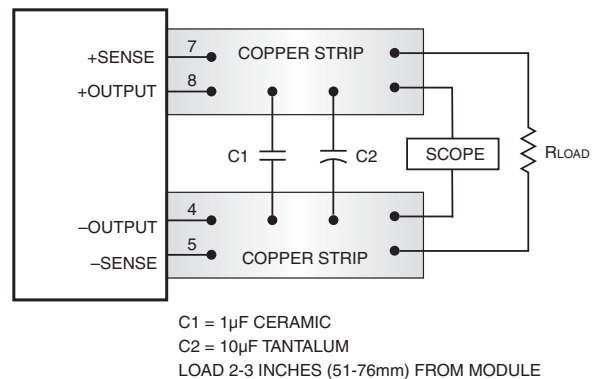 +SENSE
7
COPPER STRIP
+OUTPUT
8
C1
C2
SCOPE
RLOAD
–OUTPUT
4
–SENSE
5
COPPER STRIP
C1 = 1µF CERAMIC
C2 = 10µF TANTALUM
LOAD 2-3 INCHES (51-76mm) FROM MODULE